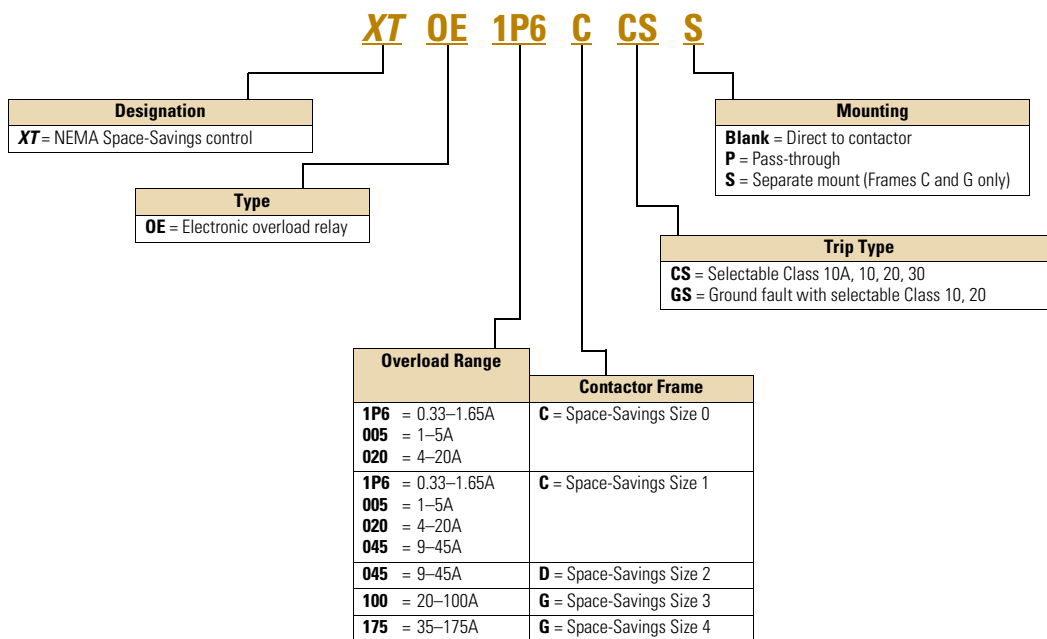 XT OE 1P6 C CS S
Designation
XT = NEMA Space-Savings control
Type
OE = Electronic overload relay
Mounting
Blank = Direct to contactor
P = Pass-through
S = Separate mount (Frames C and G only)
Trip Type
CS = Selectable Class 10A, 10, 20, 30
GS = Ground fault with selectable Class 10, 20
Overload Range
Contactor Frame
1P6 = 0.33–1.65A C = Space-Savings Size 0
005 = 1–5A
020 = 4–20A
1P6 = 0.33–1.65A C = Space-Savings Size 1
005 = 1–5A
020 = 4–20A
045 = 9–45A
045 = 9–45A D = Space-Savings Size 2
100 = 20–100A G = Space-Savings Size 3
175 = 35–175A G = Space-Savings Size 4